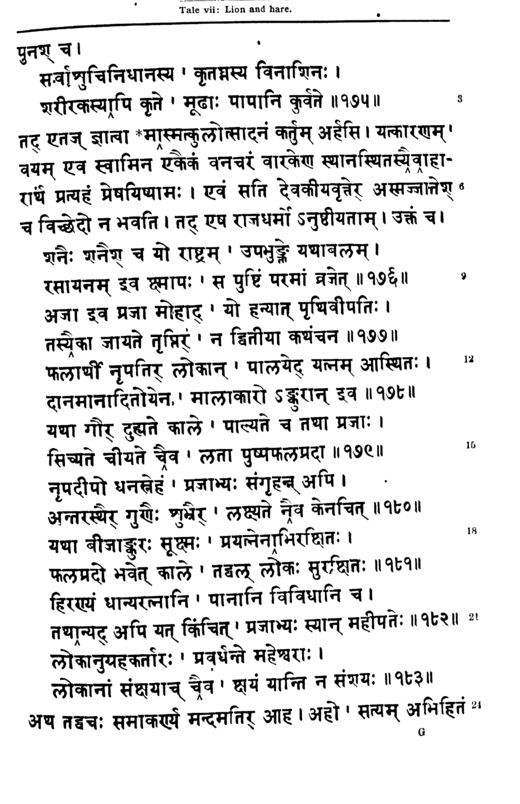 Tale vii: Lion and hare.
पुनश् च।
सर्वाशुचिनिधानस्य ' कृतघ्नस्य विनाशिनः।
शरीरकस्यापि कृते ' मूढाः पापानि कुर्वते॥१७५॥ 3
तद् एतज् ज्ञात्वा *मास्मत्कुलोत्सादनं कर्तुम् अर्हसि। यत्कारणम् '
वयम् एव स्वामिन एकैकं वनचरं वारकेण स्थानस्थितस्यैवाहा-
रार्थं प्रत्यहं प्रेषयिष्यामः। एवं सति देवकीयवृत्तेर् अस्मज्जातेश् 6
च विच्छेदो न भवति। तद् एष राजधर्मो ऽनुष्ठीयताम्। उक्तं च।
शनैः शनैश् च यो राष्ट्रम् ' उपभुङ्क्ते यथाबलम्।
रसायनम् इव क्ष्मापः ' स पुष्टिं परमां व्रजेत्॥१७६॥ 9
अजा इव प्रजा मोहाद् ' यो हन्यात् पृथिवीपतिः।
तस्यैका जायते तृप्तिर् ' न द्वितीया कथंचन॥१७७॥
फलार्थी नृपतिर् लोकान् ' पालयेद् यत्नम् आस्थितः। 12
दानमानादितोयेन ' मालाकारो ऽङ्कुरान् इव॥१७८॥
यथा गौर् दुह्यते काले ' पाल्यते च तथा प्रजाः।
सिच्यते चीयते चैव ' लता पुष्पफलप्रदा॥१७९॥ 15
नृपदीपो धनस्नेहं ' प्रजाभ्यः संगृहन्न् अपि।
अन्तरस्थैर् गुणैः शुभ्रैर् ' लक्ष्यते नैव केनचित्॥१८०॥
यथा बीजाङ्कुरः सूक्ष्मः ' प्रयत्नेनाभिरक्षितः। 18
फलप्रदो भवेत् काले ' तद्वल् लोकः सुरक्षितः॥१८१॥
हिरण्यं धान्यरत्नानि ' पानानि विविधानि च।
तथान्यद् अपि यत् किंचित् ' प्रजाभ्यः स्यान् महीपतेः॥१८२॥ 21
लोकानुग्रहकर्तारः ' प्रवर्धन्ते महेश्वराः।
लोकानां संक्षयाच् चैव ' क्षयं यान्ति न संशयः॥१८३॥
अथ तद्वचः समाकर्ण्य मन्दमतिर् आह। अहो ' सत्यम् अभिहितं 24
G